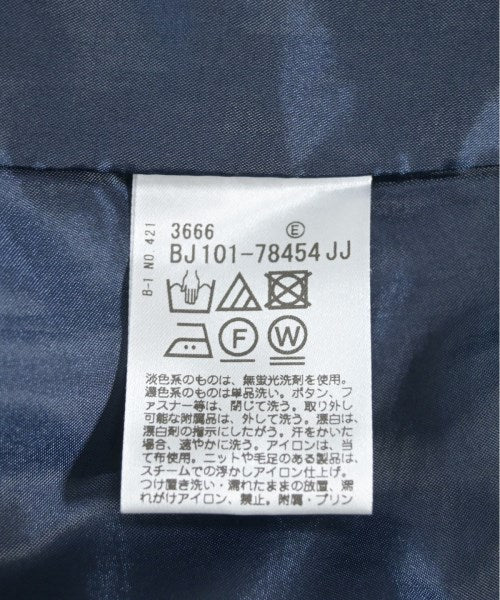 B-1 NO. 421
3666 E
BJ101-78454JJ
F W
淡色系のものは、無蛍光洗剤を使用。
濃色系のものは単品洗い。ボタン、フ
ァスナー等は、閉じて洗う。取り外し
可能な附属品は、外して洗う。漂白は、
漂白剤の指示にしたがう。汗をかいた
場合、速やかに洗う。アイロンは、当
て布使用。ニットや毛足のある製品は、
スチームでの浮かしアイロン仕上げ。
つけ置き洗い・濡れたままの放置、濡
れがけアイロン、禁止。附属・プリン